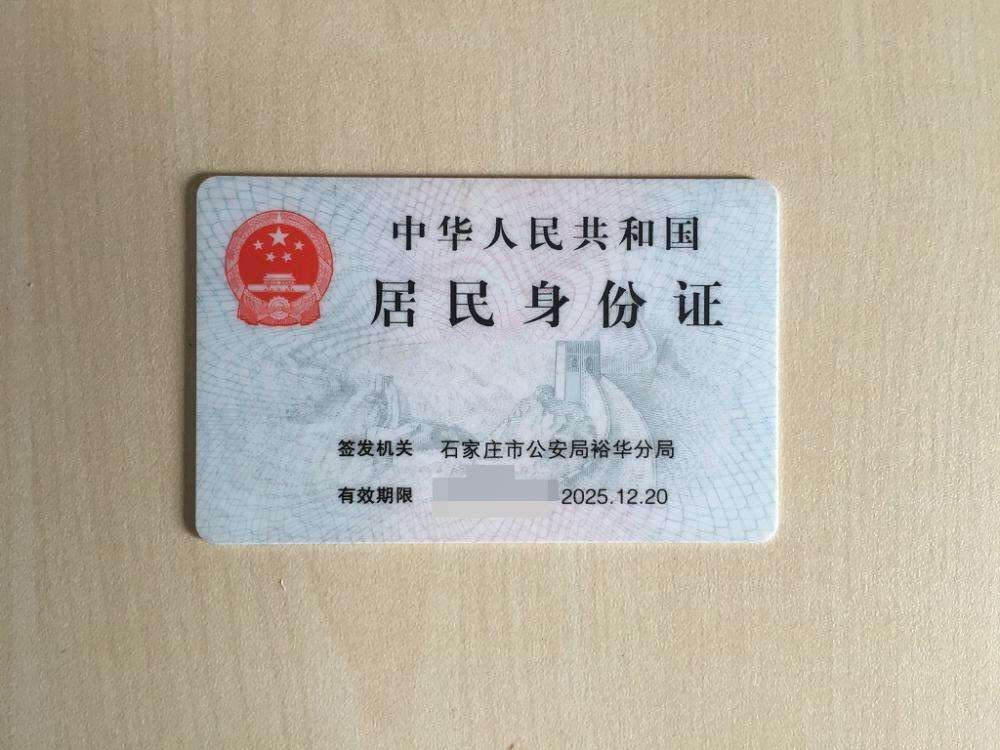 中华人民共和国
居民身份证
签发机关 石家庄市公安局裕华分局
有效期限 2025.12.20